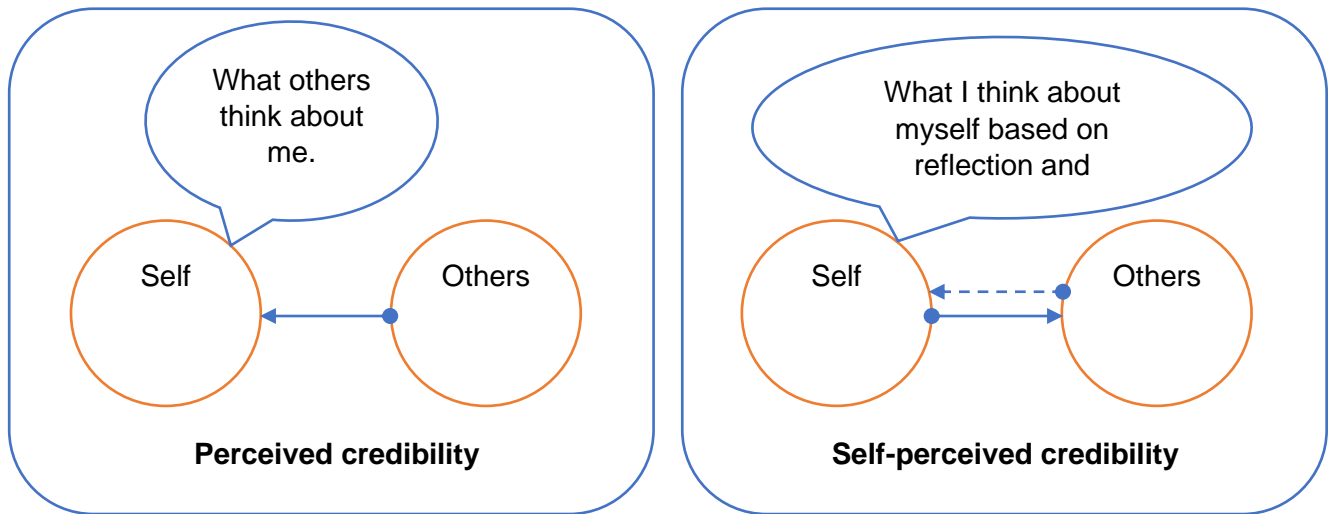 What others
think about
me.
Self
Others
Perceived credibility
What I think about
myself based on
reflection and
Self
Others
Self-perceived credibility